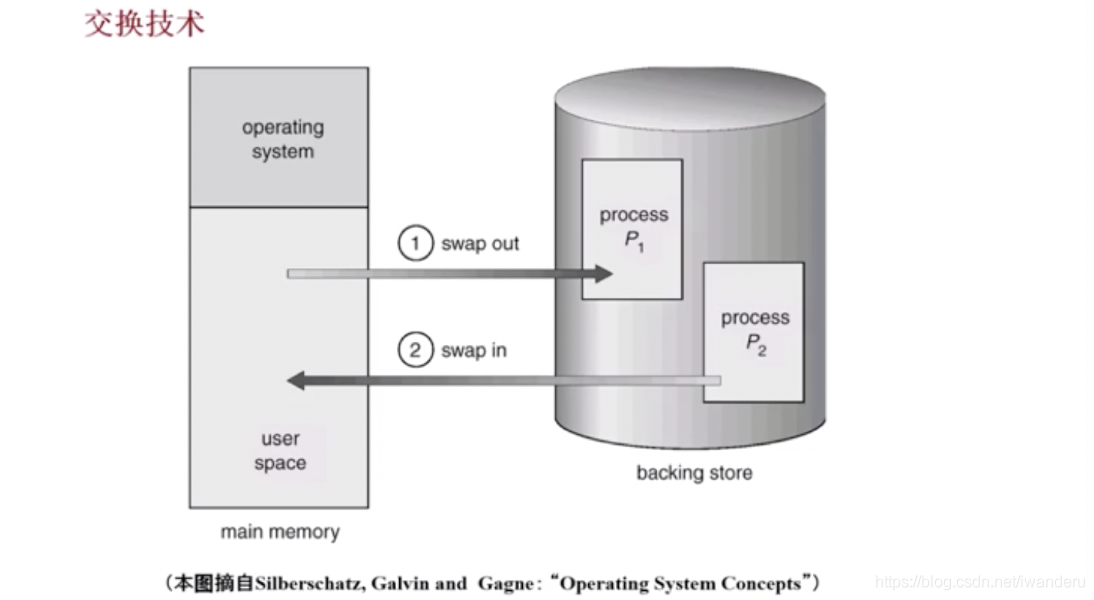 交换技术
operating
system
① swap out
process
P₁
process
P₂
② swap in
user
space
backing store
main memory
（本图摘自Silberschatz, Galvin and Gagne: “Operating System Concepts”）
https://blog.csdn.net/iwanderu